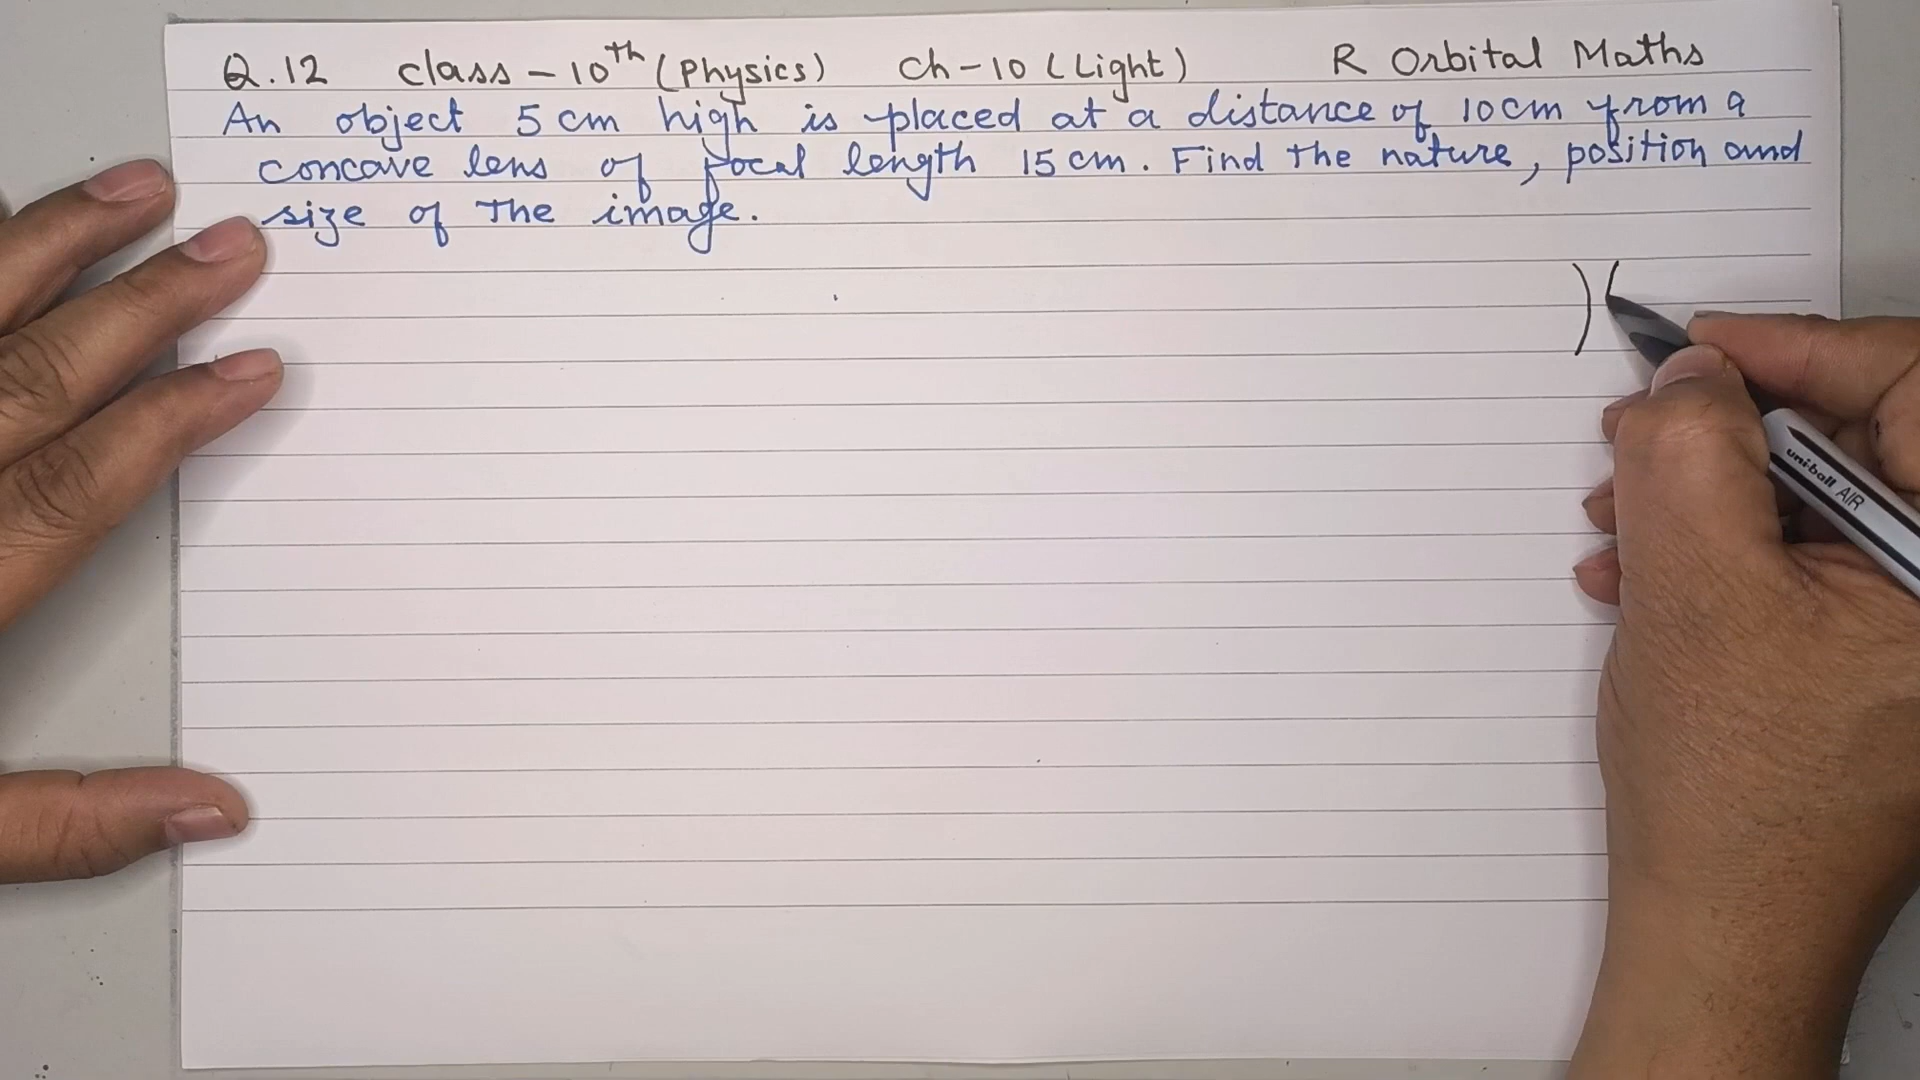 Q.12 class - 10th (Physics) Ch-10 (Light) R Orbital Maths
An object 5 cm high is placed at a distance of 10cm from a
concave lens of focal length 15 cm. Find the nature, position and
size of the image.
uni-ball AIR